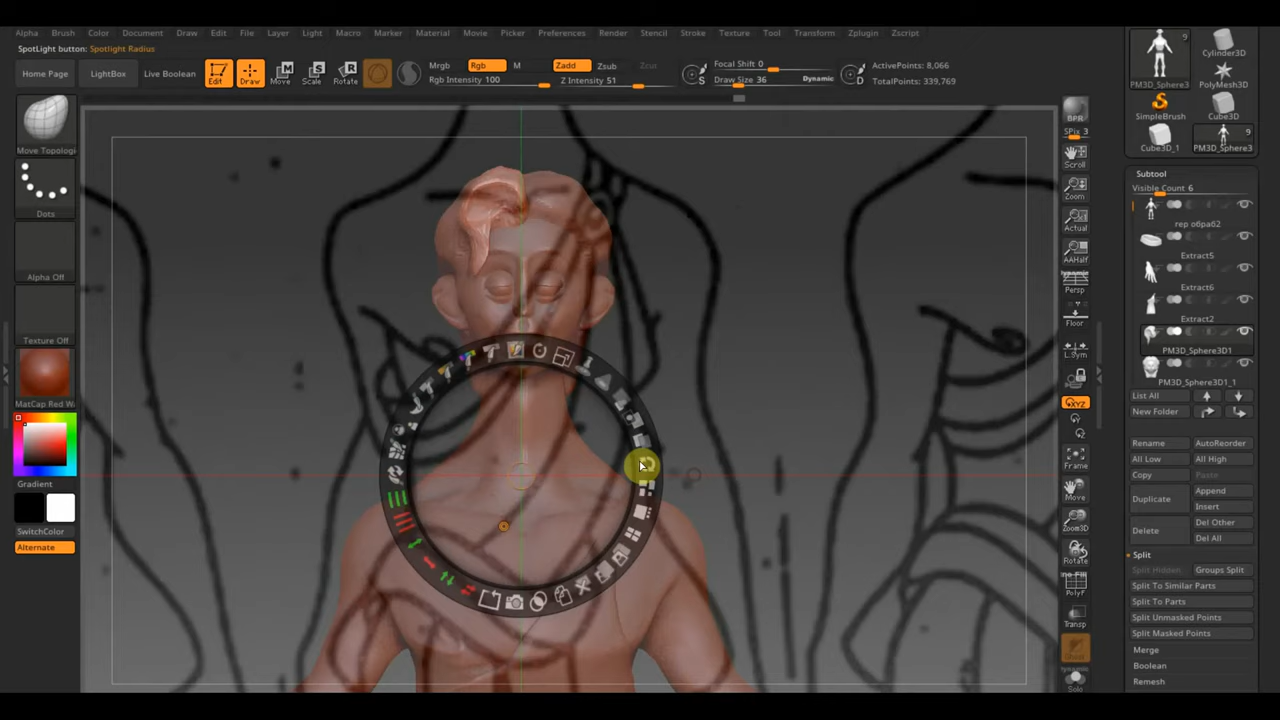 Alpha Brush Color Document Draw Edit File Layer Light Macro Marker Material Movie Picker Preferences Render Stencil Stroke Texture Tool Transform Zplugin Zscript
SpotLight button: Spotlight Radius
Home Page LightBox Live Boolean Edit Draw Move Scale Rotate
Mrgb Rgb M Zadd Zsub Zcut
Rgb Intensity 100 Z Intensity 51
Focal Shift 0
Draw Size 36 Dynamic
ActivePoints: 8,066
TotalPoints: 339,769
S
D
Move Topologi
Dots
Alpha Off
Texture Off
MatCap Red W
Gradient
SwitchColor
Alternate
BPR
SPix 3
Scroll
Zoom
Actual
AAHalf
Dynamic
Persp
Floor
L.Sym
XYZ
Frame
Move
Zoom3D
Rotate
PolyF
Transp
Dynamic
Solo
9
PM3D_Sphere3
Cylinder3D
PolyMesh3D
SimpleBrush
Cube3D
Cube3D_1
9
PM3D_Sphere3
Subtool
Visible Count 6
гер обра62
Extract5
Extract6
Extract2
PM3D_Sphere3D1
PM3D_Sphere3D1_1
List All
New Folder
Rename AutoReorder
All Low All High
Copy Paste
Duplicate Append
Insert
Delete Del Other
Del All
Split
Split Hidden Groups Split
Split To Similar Parts
Split To Parts
Split Unmasked Points
Split Masked Points
Merge
Boolean
Remesh